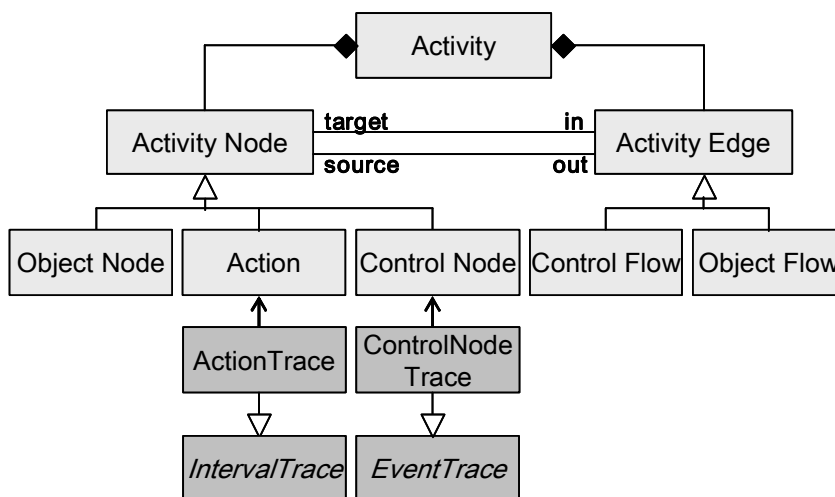 Activity
Activity Node
target
in
source
out
Activity Edge
Object Node
Action
Control Node
Control Flow
Object Flow
ActionTrace
ControlNode
Trace
IntervalTrace
EventTrace